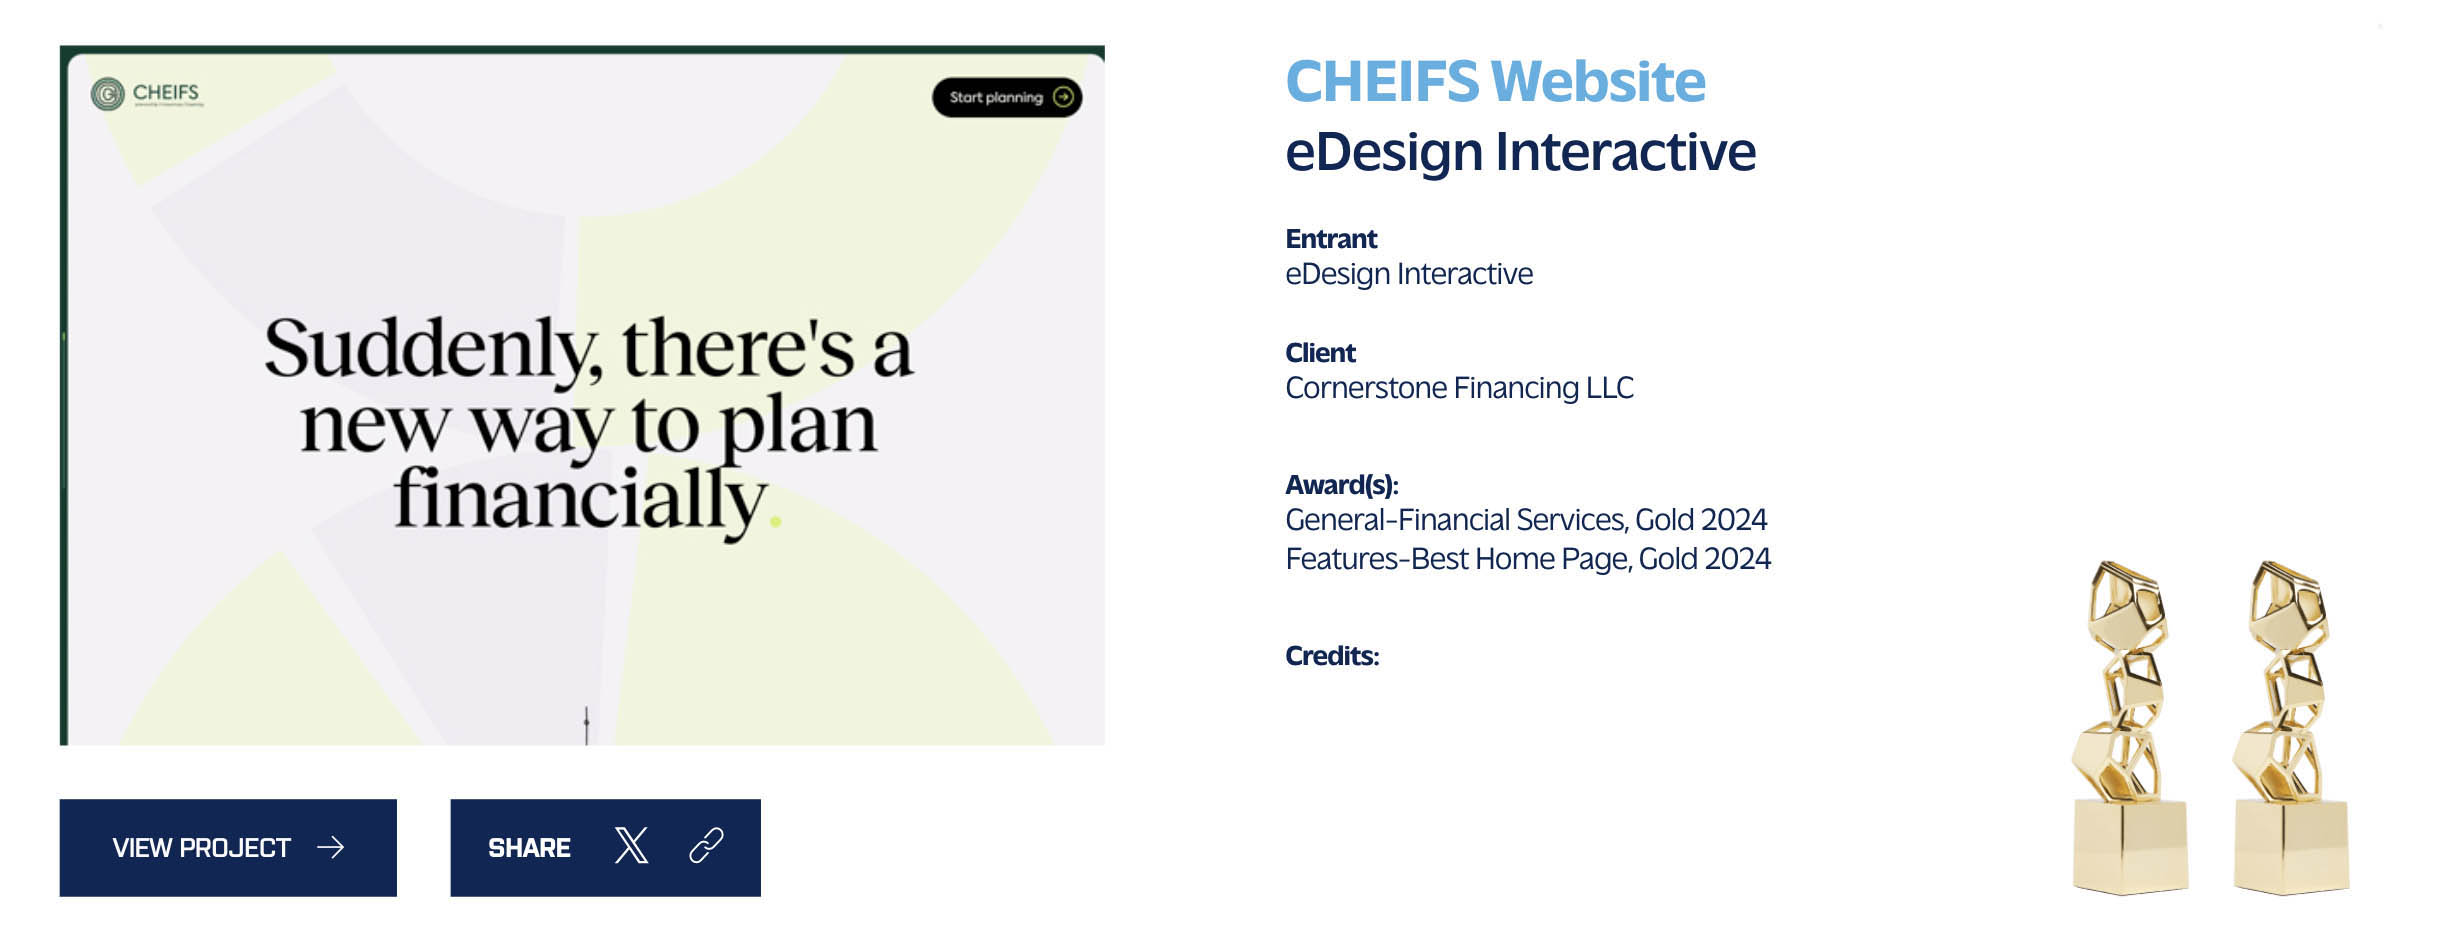 CHEIFS
Start planning
Suddenly, there's a
new way to plan
financially.
VIEW PROJECT
SHARE
CHEIFS Website
eDesign Interactive
Entrant
eDesign Interactive
Client
Cornerstone Financing LLC
Award(s):
General-Financial Services, Gold 2024
Features-Best Home Page, Gold 2024
Credits: